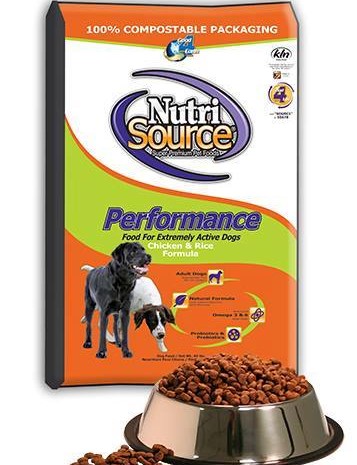 100% COMPOSTABLE PACKAGING
Nutri
Source
Super Premium Pet Foods
4
Performance
Food For Extremely Active Dogs
Chicken & Rice
Formula
Adult Dogs
Natural Formula
Omega 3 & 6
Probiotics &
Prebiotics